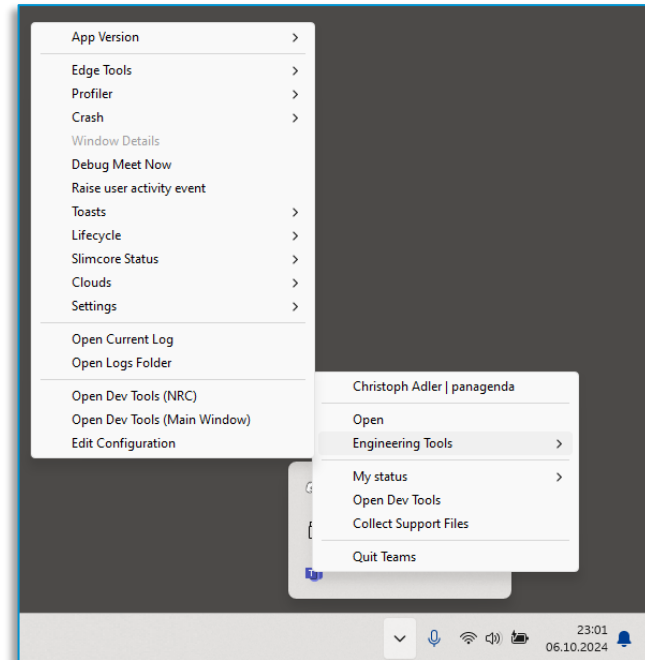 App Version
Edge Tools
Profiler
Crash
Window Details
Debug Meet Now
Raise user activity event
Toasts
Lifecycle
Slimcore Status
Clouds
Settings
Open Current Log
Open Logs Folder
Open Dev Tools (NRC)
Open Dev Tools (Main Window)
Edit Configuration
Christoph Adler | panagenda
Open
Engineering Tools
My status
Open Dev Tools
Collect Support Files
Quit Teams
23:01
06.10.2024